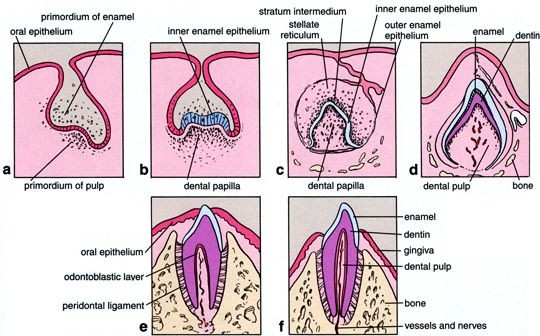 primordium of enamel
oral epithelium
a
primordium of pulp
inner enamel epithelium
b
dental papilla
stratum intermedium
stellate
reticulum
inner enamel epithelium
outer enamel
epithelium
c
dental papilla
enamel
dentin
d
dental pulp
bone
oral epithelium
odontoblastic laver
peridontal ligament
e
enamel
dentin
gingiva
dental pulp
bone
f
vessels and nerves